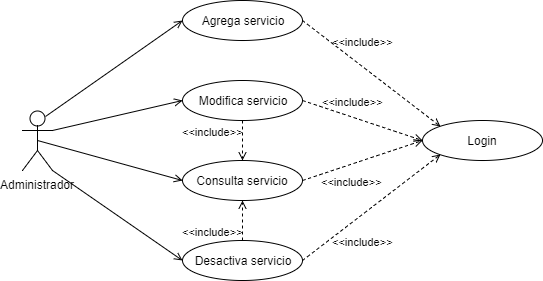 Agrega servicio
<<include>>
Modifica servicio
<<include>>
<<include>>
Login
Consulta servicio
<<include>>
Administrador
<<include>>
<<include>>
Desactiva servicio